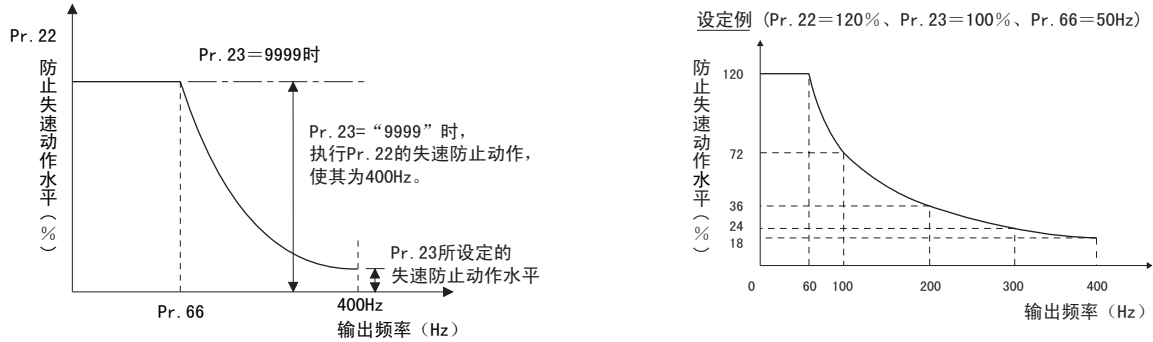 Pr.22
防止失速动作水平（%）
Pr.23＝9999时
Pr.23=“9999”时，
执行Pr.22的失速防止动作，
使其为400Hz。
Pr.23所设定的
失速防止动作水平
Pr.66
400Hz
输出频率（Hz）
设定例（Pr.22＝120%、Pr.23＝100%、Pr.66＝50Hz）
防止失速动作水平（%）
120
72
36
24
18
0 60 100 200 300 400
输出频率（Hz）